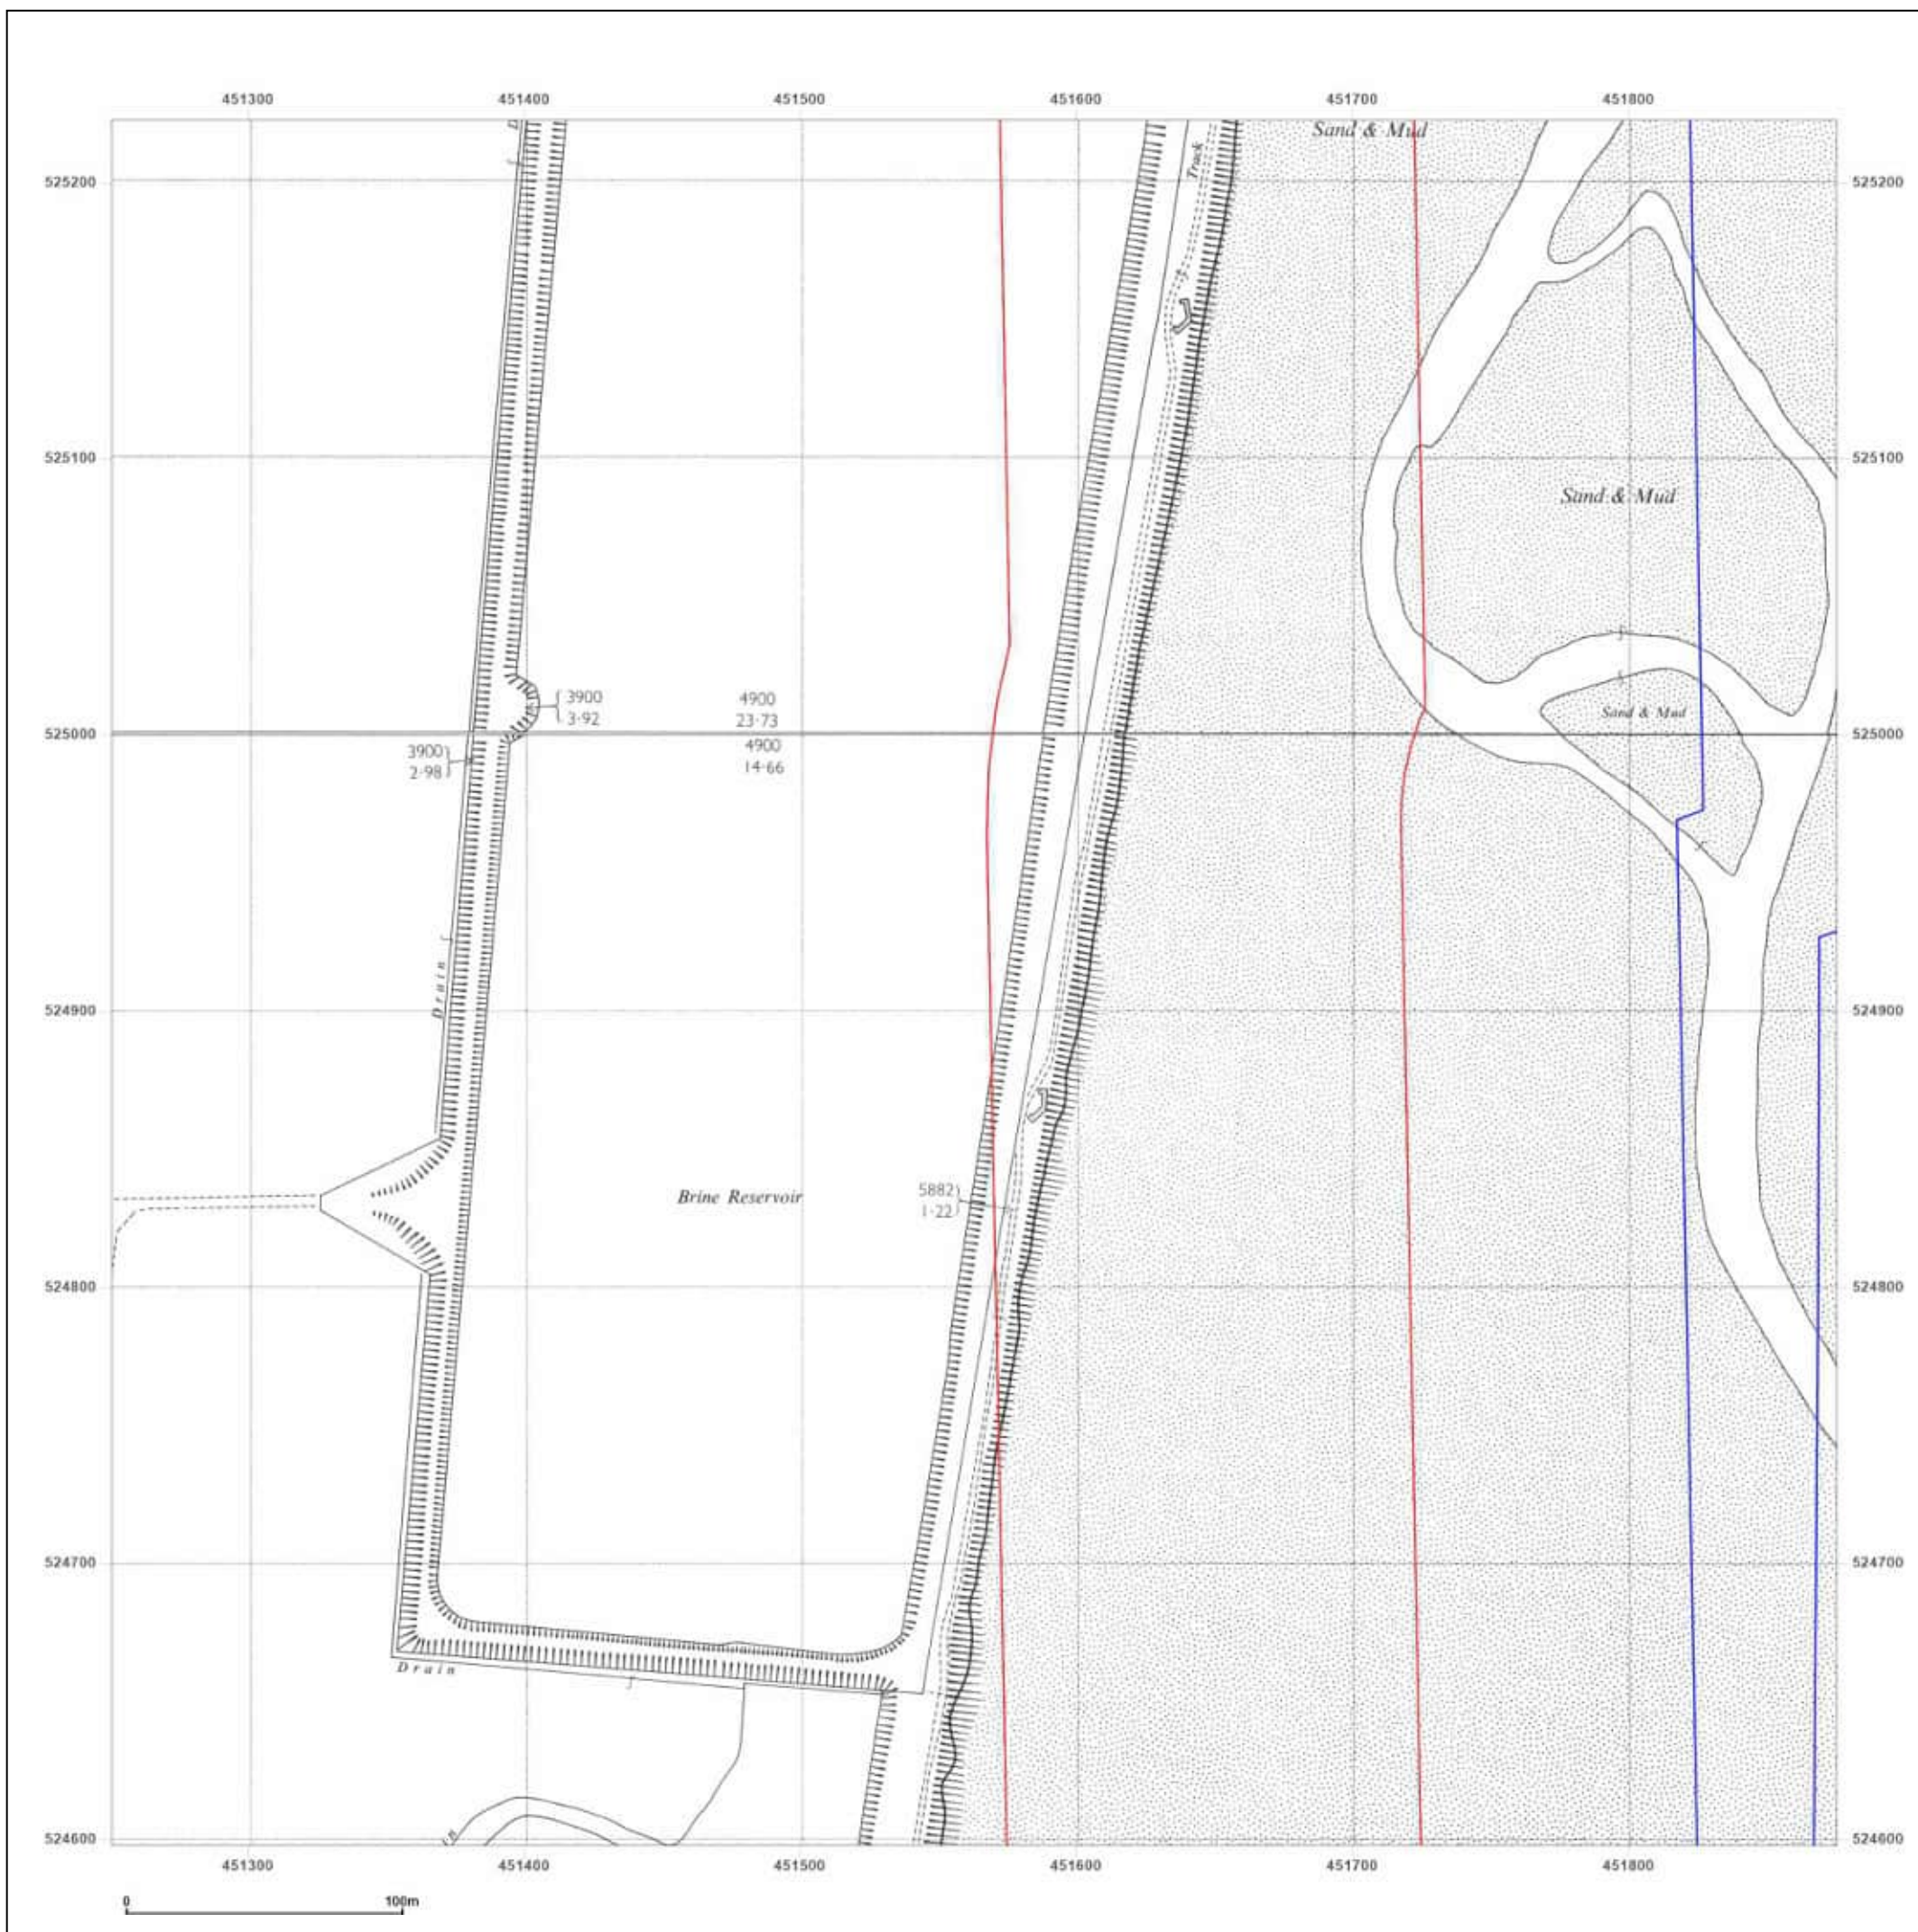 451300 451400 451500 451600 451700 451800
Sand & Mud
D
Track
525200 525200
525100 525100
Sand & Mud
3900 4900
3·92 23·73
Sand & Mud
525000 525000
3900 4900
2·98 14·66
Drain
524900 524900
5882
1·22
Brine Reservoir
524800 524800
524700 524700
Drain
in
524600 524600
451300 451400 451500 451600 451700 451800
0 100m